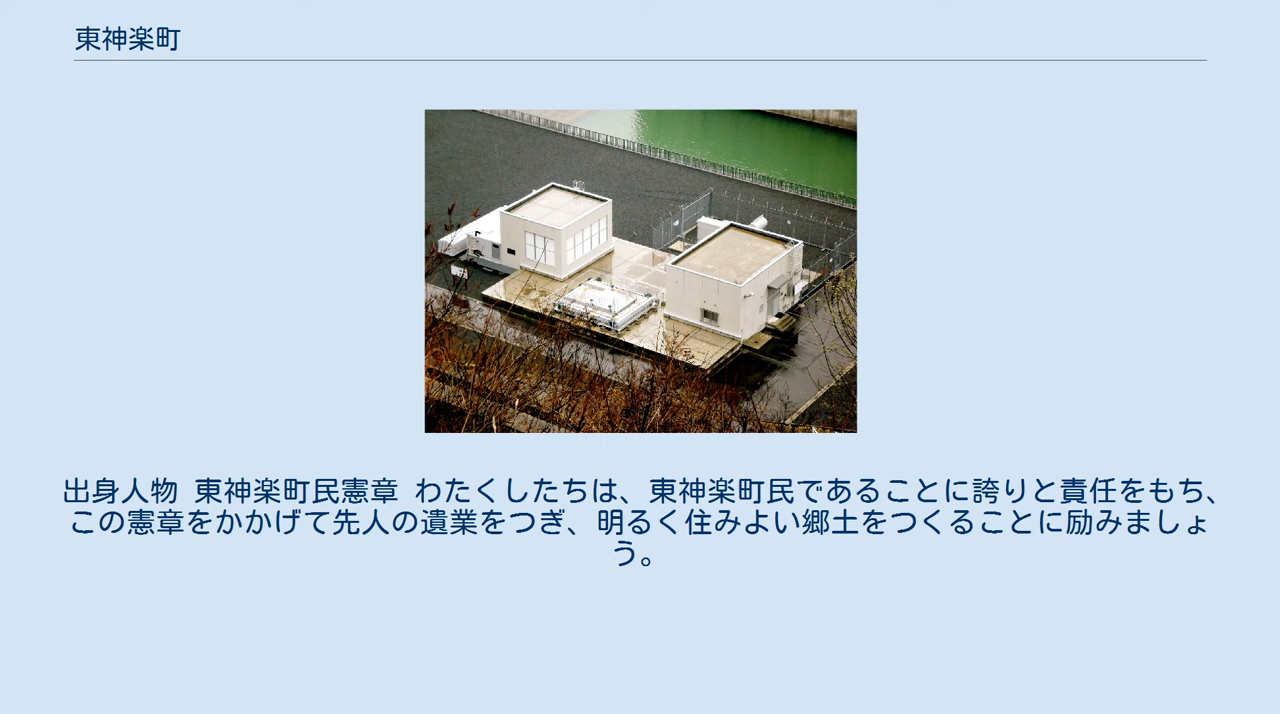 東神楽町
出身人物 東神楽町民憲章 わたくしたちは、東神楽町民であることに誇りと責任をもち、
この憲章をかかげて先人の遺業をつぎ、明るく住みよい郷土をつくることに励みましょ
う。